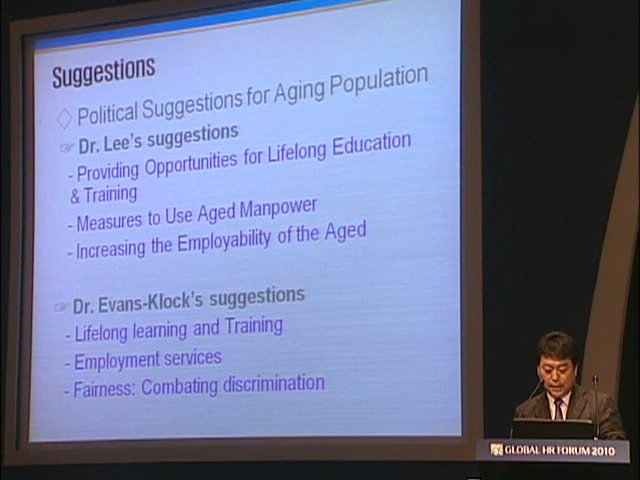 Suggestions
Political Suggestions for Aging Population
Dr. Lee's suggestions
- Providing Opportunities for Lifelong Education
& Training
- Measures to Use Aged Manpower
- Increasing the Employability of the Aged
Dr. Evans-Klock's suggestions
- Lifelong learning and Training
- Employment services
- Fairness: Combating discrimination
GLOBAL HR FORUM 2010